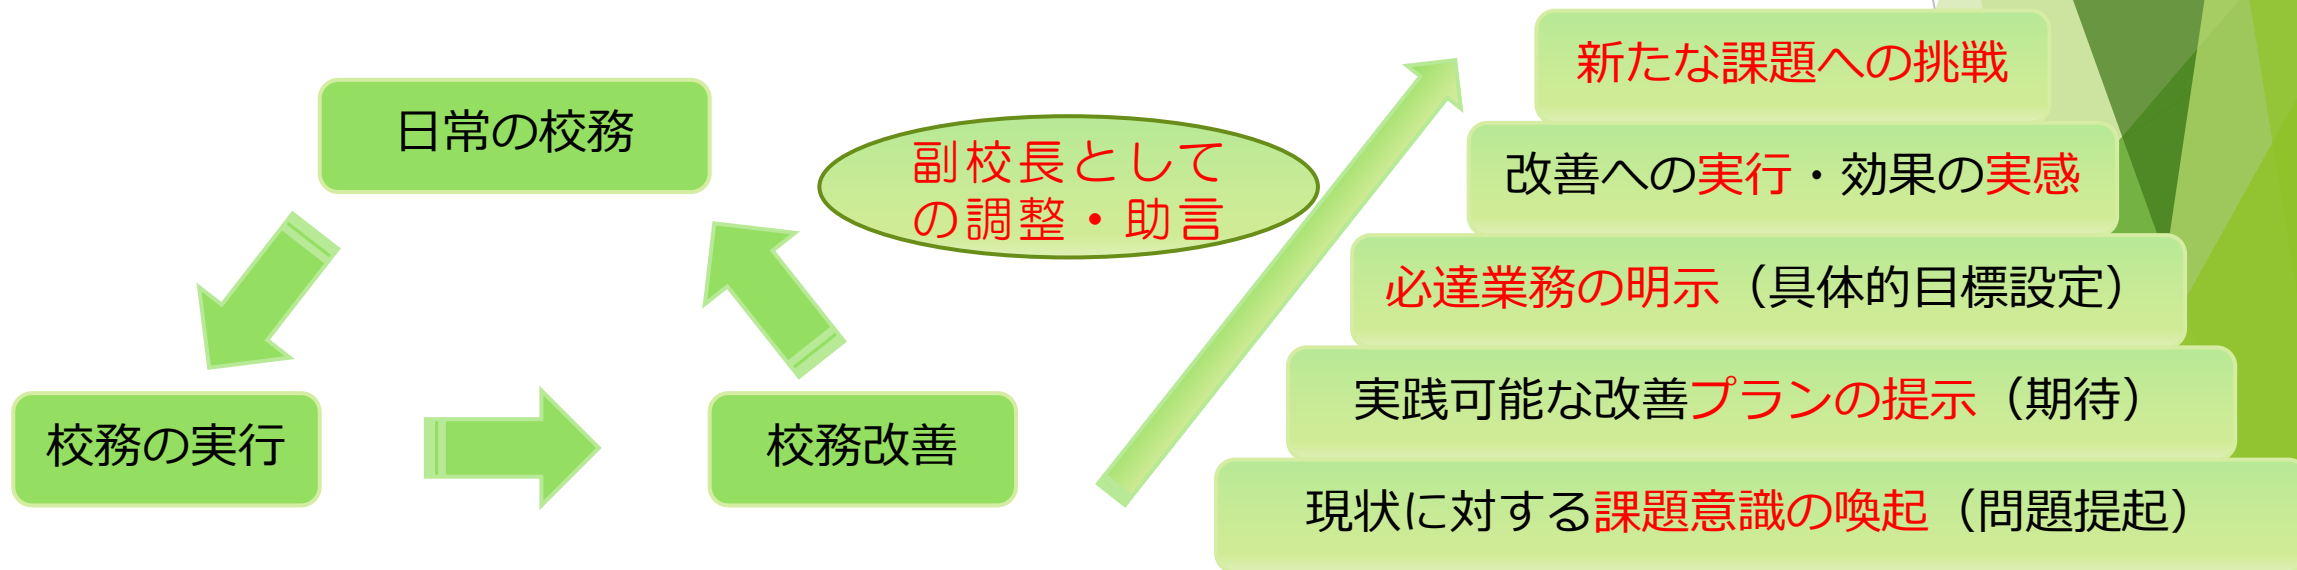 日常の校務
校務の実行
校務改善
副校長として
の調整・助言
新たな課題への挑戦
改善への実行・効果の実感
必達業務の明示（具体的目標設定）
実践可能な改善プランの提示（期待）
現状に対する課題意識の喚起（問題提起）